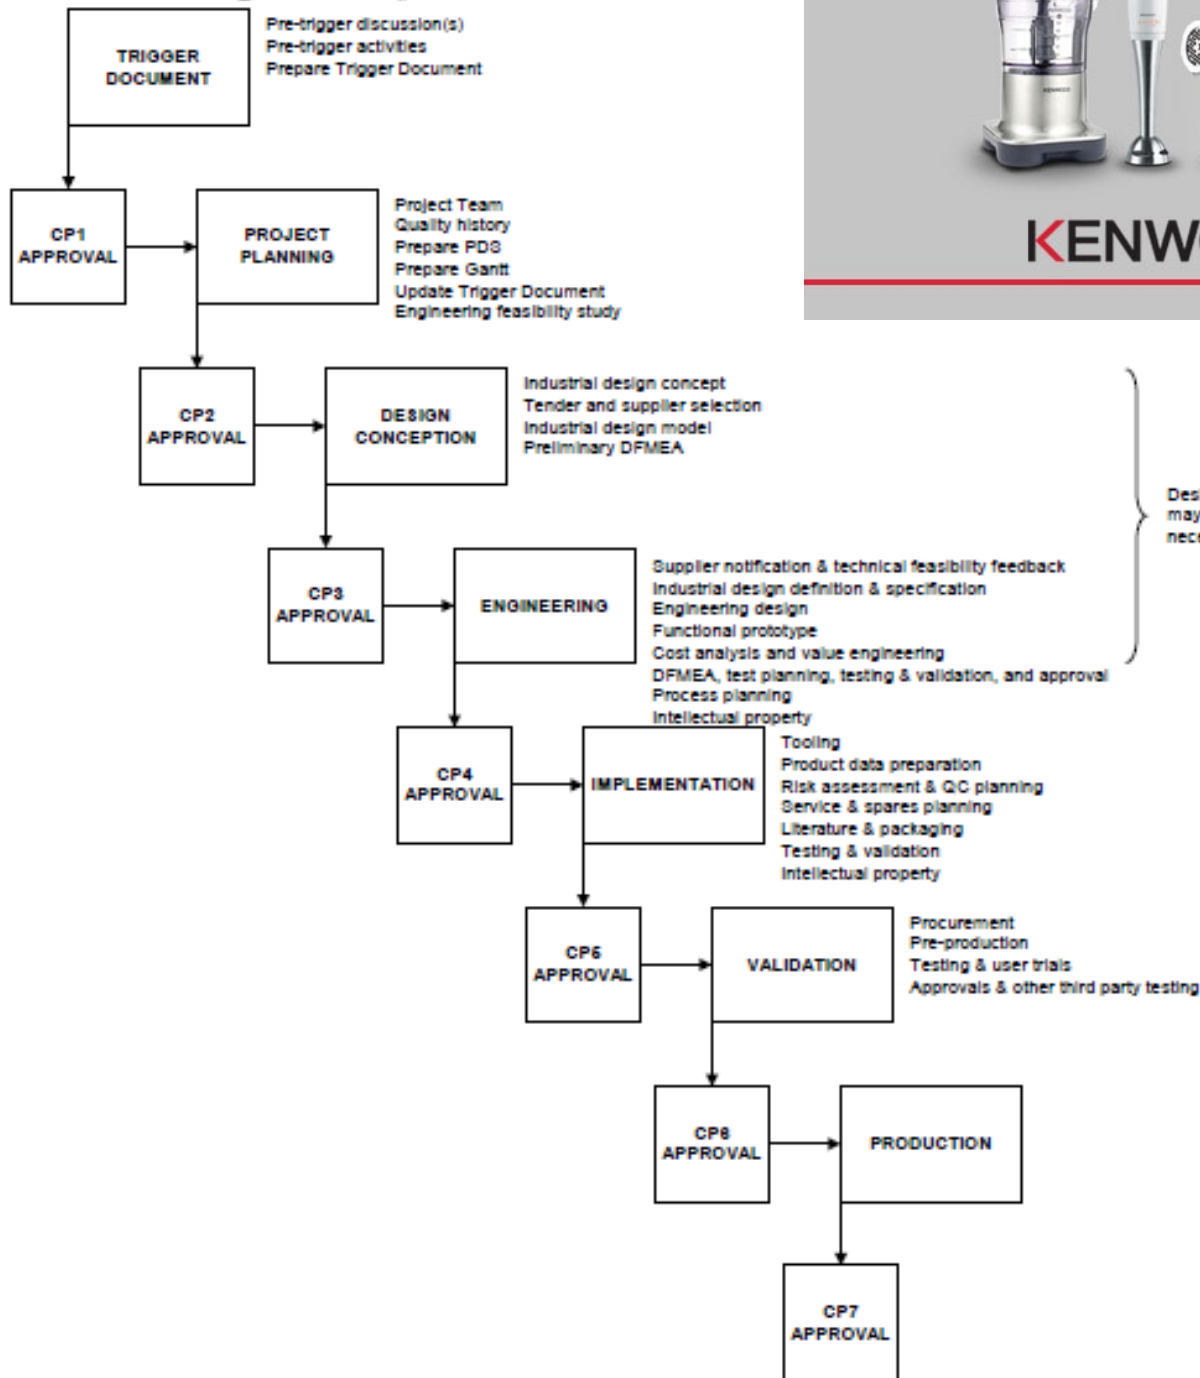 TRIGGER
DOCUMENT
Pre-trigger discussion(s)
Pre-trigger activities
Prepare Trigger Document
KENWOOD
KENW
CP1
APPROVAL
PROJECT
PLANNING
Project Team
Quality history
Prepare PDS
Prepare Gantt
Update Trigger Document
Engineering feasibility study
CP2
APPROVAL
DESIGN
CONCEPTION
Industrial design concept
Tender and supplier selection
Industrial design model
Preliminary DFMEA
CP3
APPROVAL
ENGINEERING
Supplier notification & technical feasibility feedback
Industrial design definition & specification
Engineering design
Functional prototype
Cost analysis and value engineering
DFMEA, test planning, testing & validation, and approval
Process planning
Intellectual property
Desi
may
nece
CP4
APPROVAL
IMPLEMENTATION
Tooling
Product data preparation
Risk assessment & QC planning
Service & spares planning
Literature & packaging
Testing & validation
Intellectual property
CP5
APPROVAL
VALIDATION
Procurement
Pre-production
Testing & user trials
Approvals & other third party testing
CP6
APPROVAL
PRODUCTION
CP7
APPROVAL